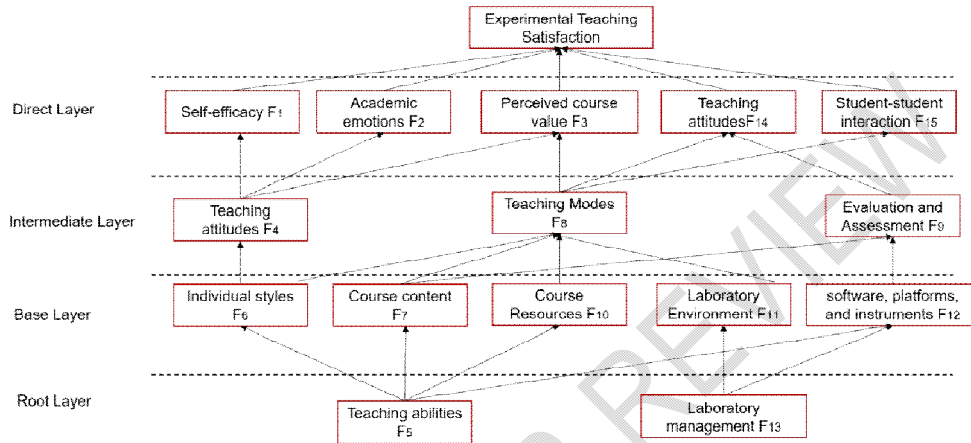 Experimental Teaching
Satisfaction
Direct Layer
Self-efficacy F1
Academic
emotions F2
Perceived course
value F3
Teaching
attitudesF14
Student-student
interaction F15
Intermediate Layer
Teaching
attitudes F4
Teaching Modes
F8
Evaluation and
Assessment F9
Base Layer
Individual styles
F6
Course content
F7
Course
Resources F10
Laboratory
Environment F11
software, platforms,
and instruments F12
Root Layer
Teaching abilities
F5
Laboratory
management F13
REVIEW